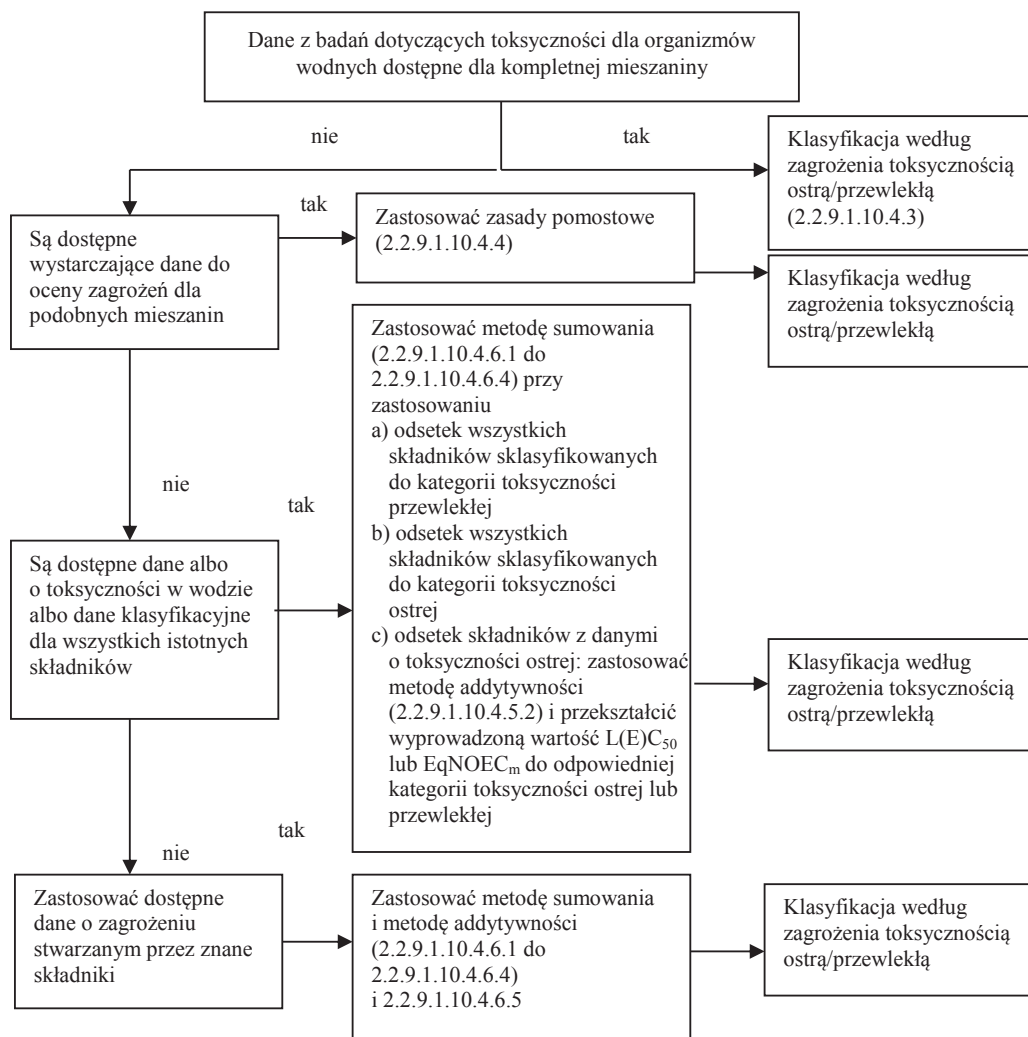 Dane z badań dotyczących toksyczności dla organizmów
wodnych dostępne dla kompletnej mieszaniny
nie
tak
Klasyfikacja według
zagrożenia toksycznością
ostrą/przewlekłą
(2.2.9.1.10.4.3)
Są dostępne
wystarczające dane do
oceny zagrożeń dla
podobnych mieszanin
tak
Zastosować zasady pomostowe
(2.2.9.1.10.4.4)
Klasyfikacja według
zagrożenia toksycznością
ostrą/przewlekłą
nie
tak
Zastosować metodę sumowania
(2.2.9.1.10.4.6.1 do
2.2.9.1.10.4.6.4) przy
zastosowaniu
a) odsetek wszystkich
składników sklasyfikowanych
do kategorii toksyczności
przewlekłej
b) odsetek wszystkich
składników sklasyfikowanych
do kategorii toksyczności
ostrej
c) odsetek składników z danymi
o toksyczności ostrej: zastosować
metodę addytywności
(2.2.9.1.10.4.5.2) i przekształcić
wyprowadzoną wartość L(E)C₅₀
lub EqNOECₘ do odpowiedniej
kategorii toksyczności ostrej lub
przewlekłej
Są dostępne dane albo
o toksyczności w wodzie
albo dane klasyfikacyjne
dla wszystkich istotnych
składników
Klasyfikacja według
zagrożenia toksycznością
ostrą/przewlekłą
nie
tak
Zastosować dostępne
dane o zagrożeniu
stwarzanym przez znane
składniki
Zastosować metodę sumowania
i metodę addytywności
(2.2.9.1.10.4.6.1 do
2.2.9.1.10.4.6.4)
i 2.2.9.1.10.4.6.5
Klasyfikacja według
zagrożenia toksycznością
ostrą/przewlekłą